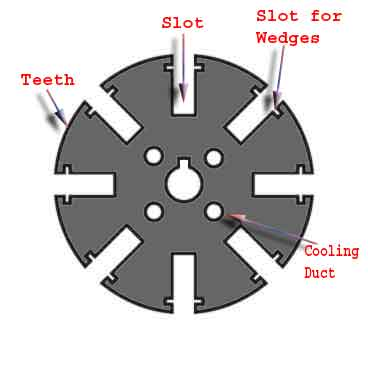 Slot
Slot for
Wedges
Teeth
Cooling
Duct